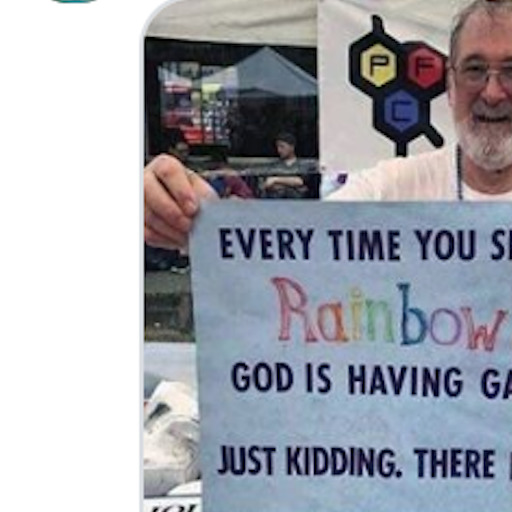 P F
C
EVERY TIME YOU
Rainbow
GOD IS HAVING
JUST KIDDING. THERE